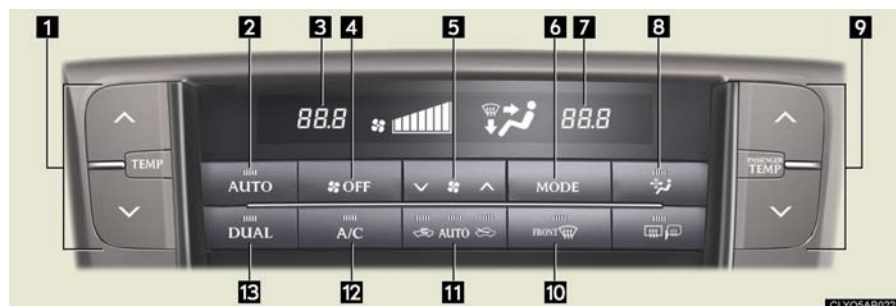 1 2 3 4 5 6 7 8 9
88.8 88.8
TEMP
AUTO OFF MODE
PASSENGER
TEMP
DUAL A/C AUTO FRONT
13 12 11 10